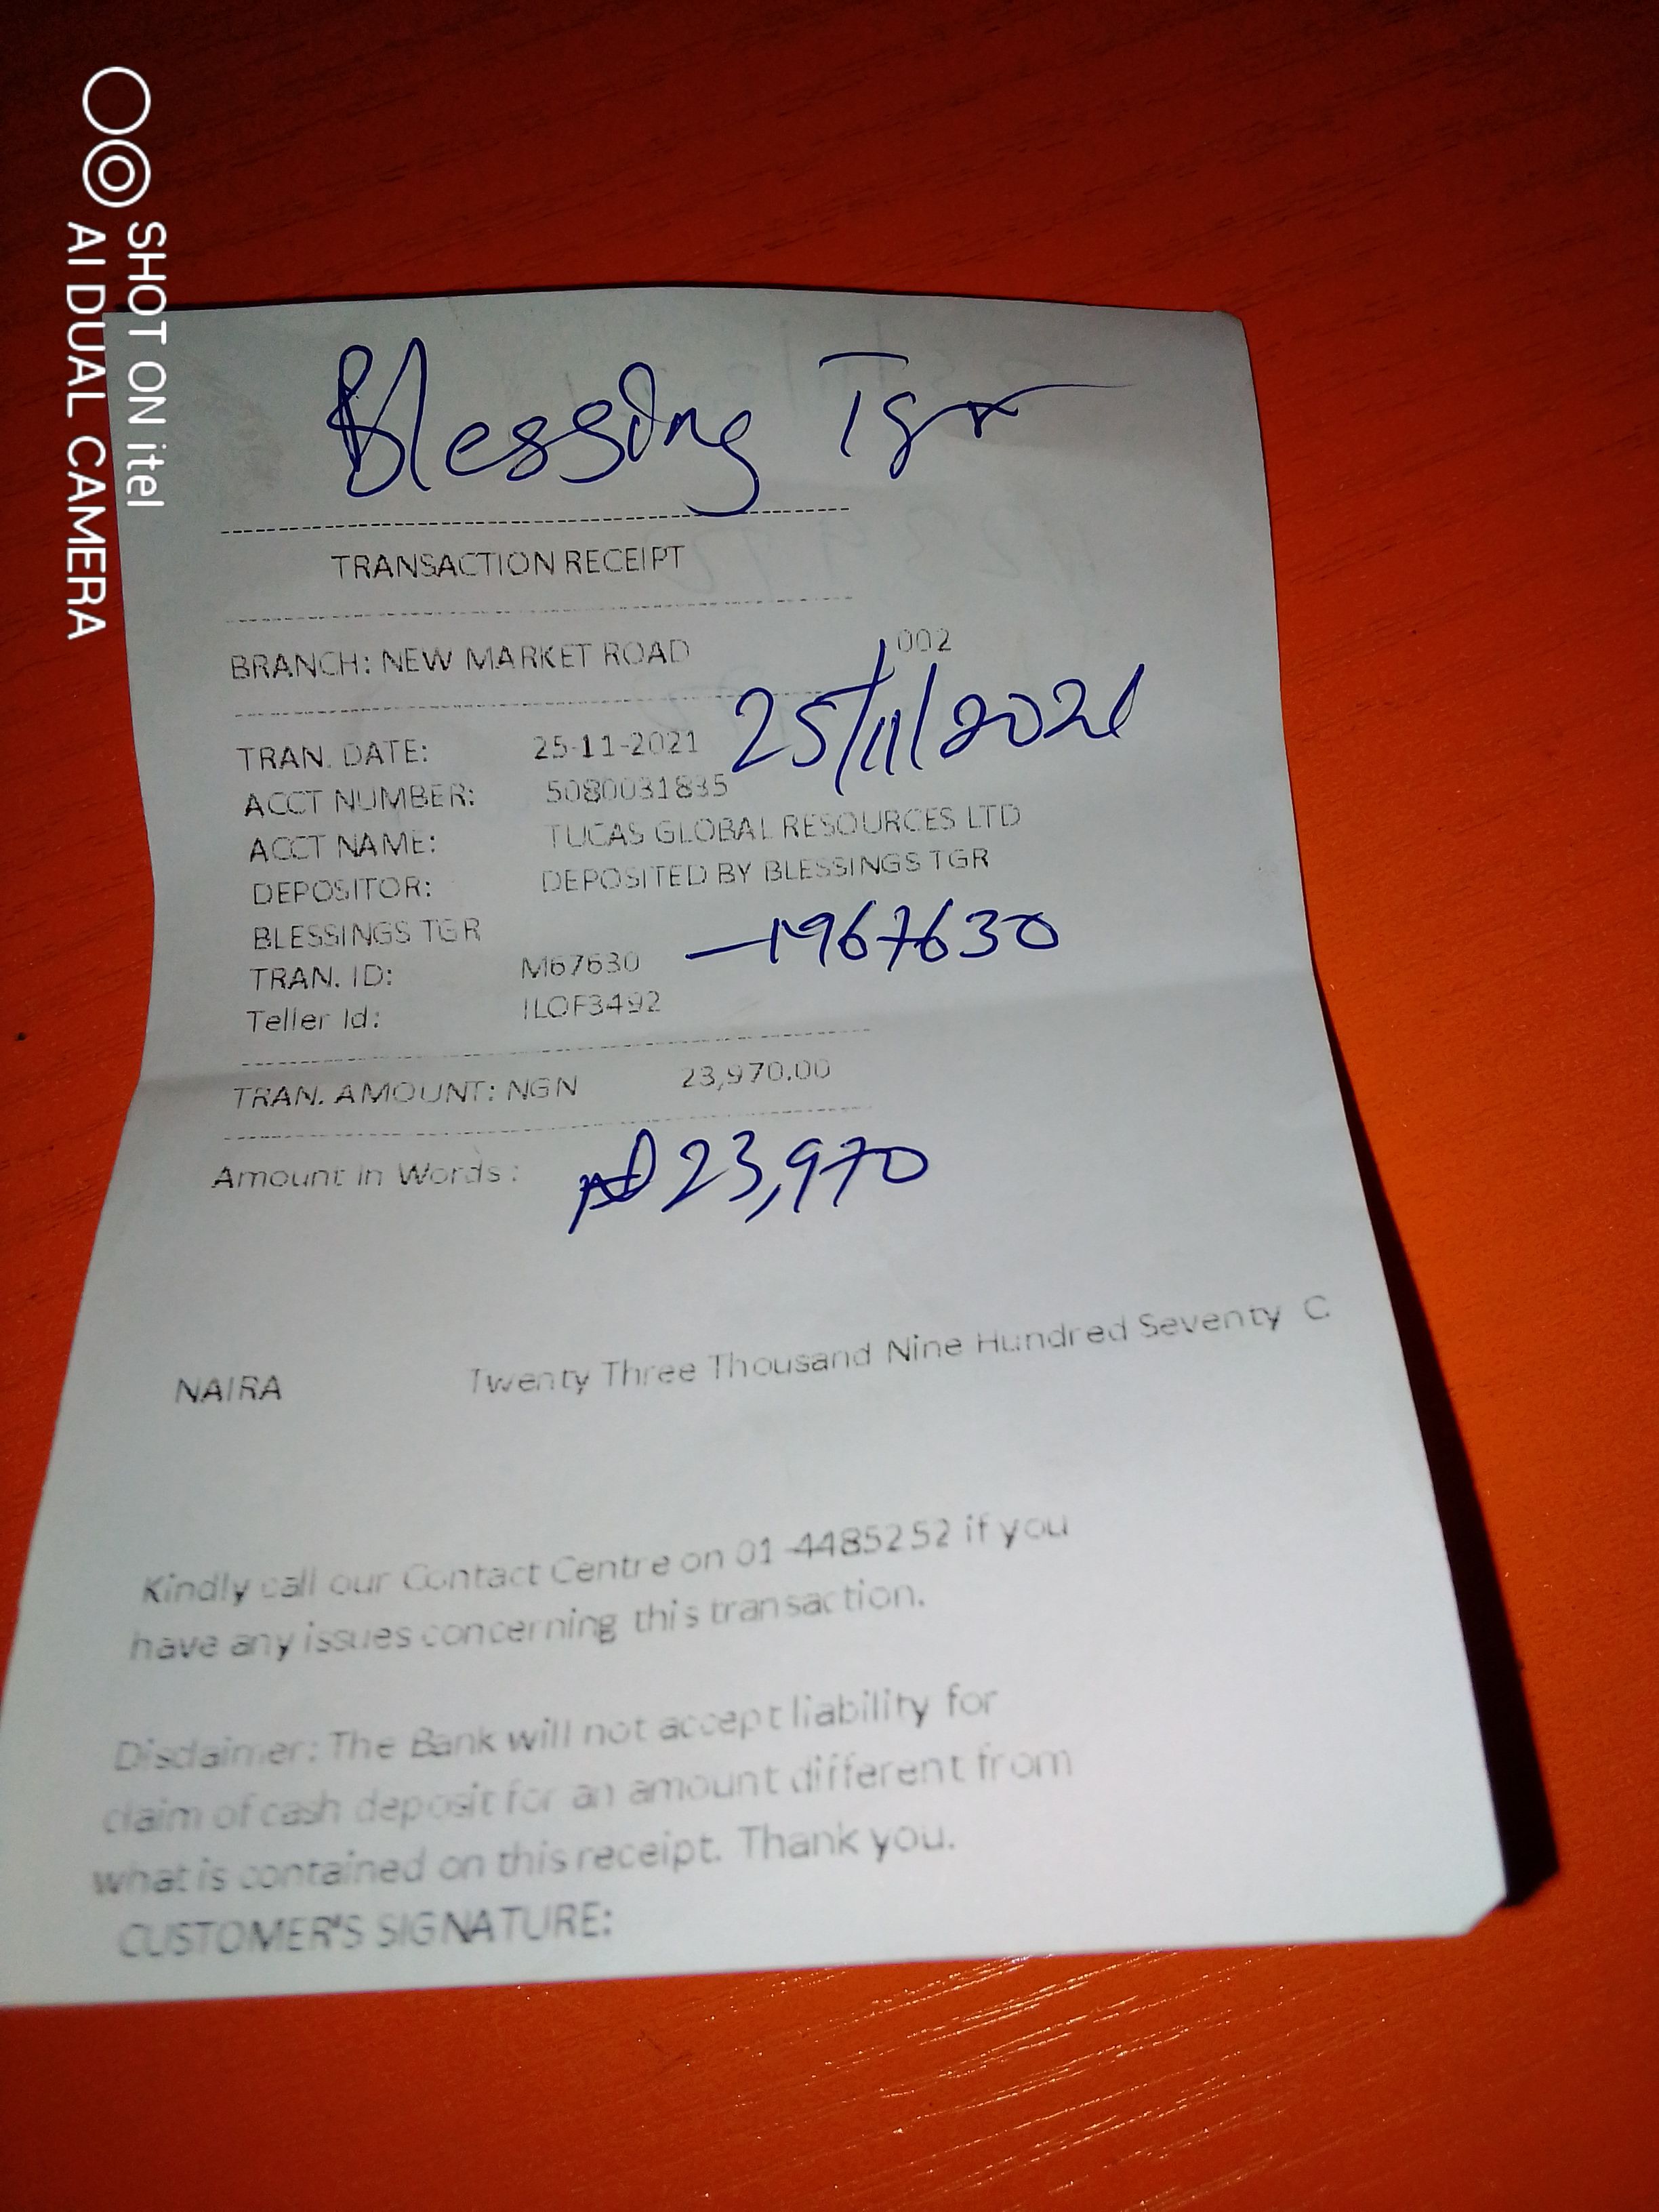 SHOT ON itel
AI DUAL CAMERA
Blessing Tgr
TRANSACTION RECEIPT
BRANCH: NEW MARKET ROAD 002
TRAN. DATE: 25-11-2021 25/11/2021
ACCT NUMBER: 5080031835
ACCT NAME: TUCAS GLOBAL RESOURCES LTD
DEPOSITOR: DEPOSITED BY BLESSINGS TGR
BLESSINGS TGR
TRAN. ID: M67630 —M967630
Teller Id: ILOF3492
TRAN. AMOUNT: NGN 23,970.00
Amount In Words: ₦23,970
NAIRA Twenty Three Thousand Nine Hundred Seventy C
Kindly call our Contact Centre on 01-4485252 if you
have any issues concerning this transaction.
Disclaimer: The Bank will not accept liability for
claim of cash deposit for an amount different from
what is contained on this receipt. Thank you.
CUSTOMER'S SIGNATURE: